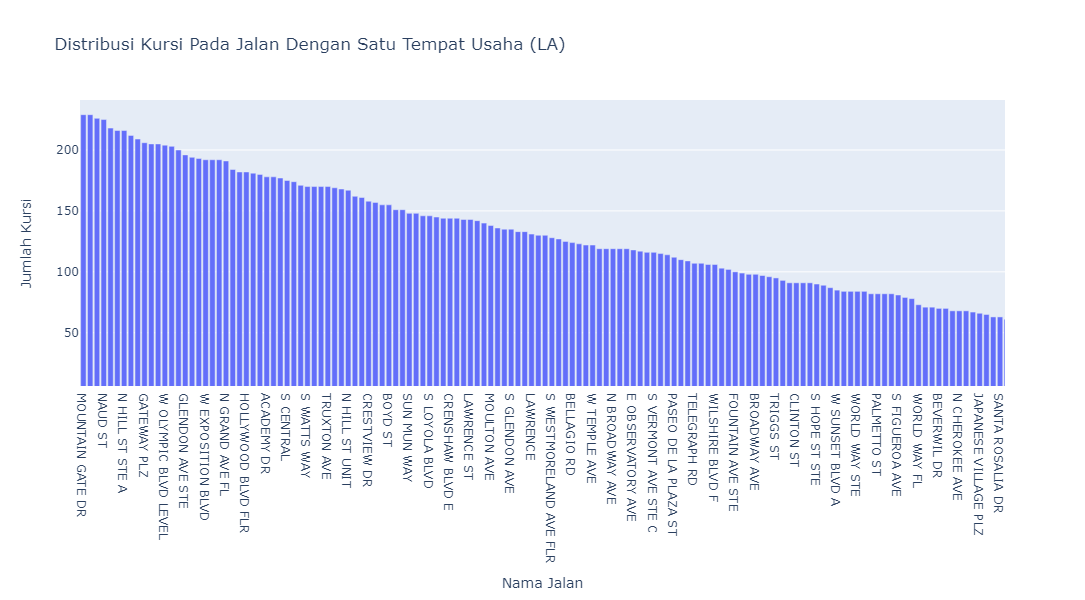 Distribusi Kursi Pada Jalan Dengan Satu Tempat Usaha (LA)
Jumlah Kursi
200
150
100
50
MOUNTAIN GATE DR
NAUD ST
N HILL ST STE A
GATEWAY PLZ
W OLYMPIC BLVD LEVEL
GLENDON AVE STE
W EXPOSITION BLVD
N GRAND AVE FL
HOLLYWOOD BLVD FLR
ACADEMY DR
S CENTRAL
S WATTS WAY
TRUXTON AVE
N HILL ST UNIT
CRESTVIEW DR
BOYD ST
SUN MUN WAY
S LOYOLA BLVD
CRENSHAW BLVD E
LAWRENCE ST
MOULTON AVE
S GLENDON AVE
LAWRENCE
S WESTMORELAND AVE FLR
BELLAGIO RD
W TEMPLE AVE
N BROADWAY AVE
E OBSERVATORY AVE
S VERMONT AVE STE C
PASEO DE LA PLAZA ST
TELEGRAPH RD
WILSHIRE BLVD F
FOUNTAIN AVE STE
BROADWAY AVE
TRIGGS ST
CLINTON ST
S HOPE ST STE
W SUNSET BLVD A
WORLD WAY STE
PALMETTO ST
S FIGUEROA AVE
WORLD WAY FL
BEVERWIL DR
N CHEROKEE AVE
JAPANESE VILLAGE PLZ
SANTA ROSALIA DR
Nama Jalan